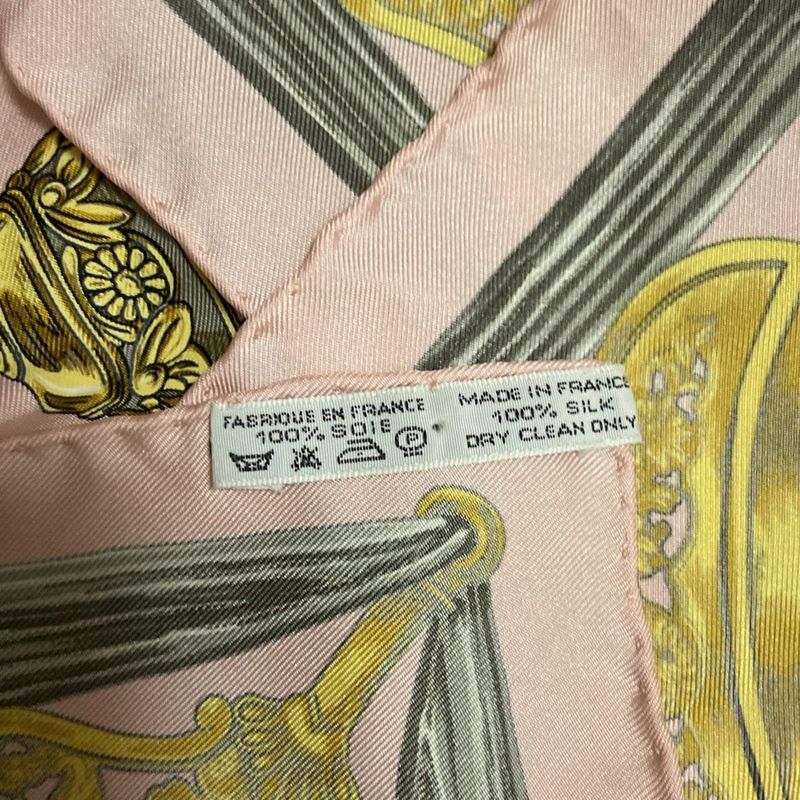 FABRIQUE EN FRANCE
100% SOIE
MADE IN FRANCE
100% SILK
DRY CLEAN ONLY